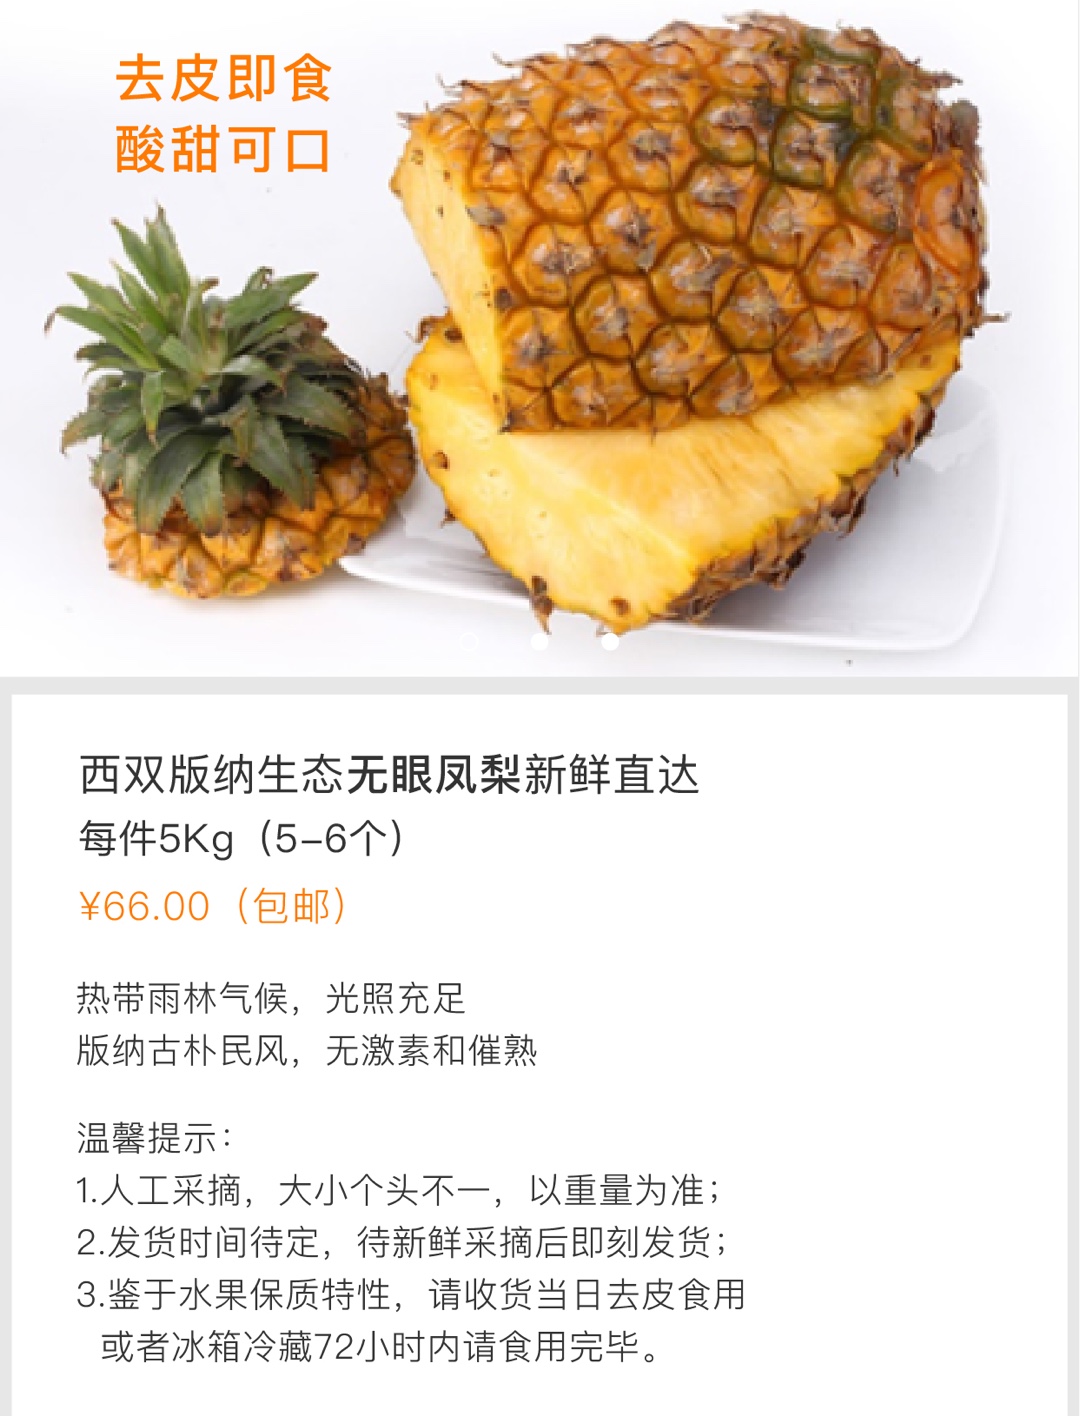 去皮即食
酸甜可口
西双版纳生态无眼凤梨新鲜直达
每件5Kg（5-6个）
¥66.00（包邮）
热带雨林气候，光照充足
版纳古朴民风，无激素和催熟
温馨提示：
1.人工采摘，大小个头不一，以重量为准；
2.发货时间待定，待新鲜采摘后即刻发货；
3.鉴于水果保质特性，请收货当日去皮食用
或者冰箱冷藏72小时内请食用完毕。